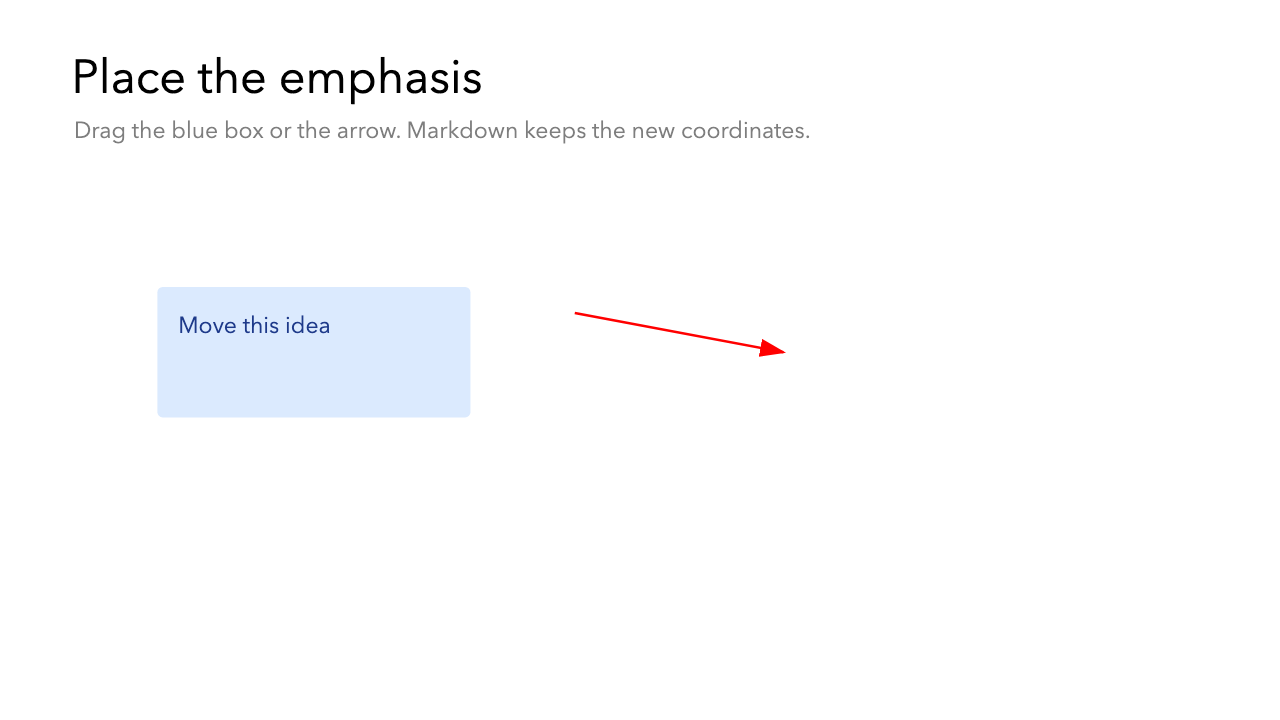 Place the emphasis
Drag the blue box or the arrow. Markdown keeps the new coordinates.
Move this idea